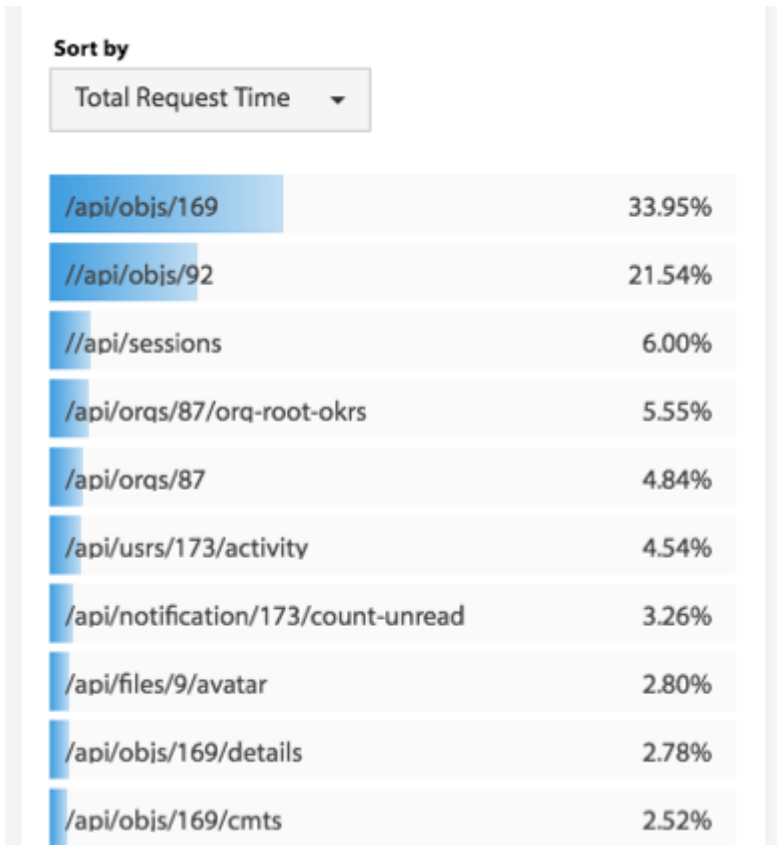 Sort by
Total Request Time
/api/objs/169 33.95%
//api/objs/92 21.54%
//api/sessions 6.00%
/api/orgs/87/org-root-okrs 5.55%
/api/orgs/87 4.84%
/api/usrs/173/activity 4.54%
/api/notification/173/count-unread 3.26%
/api/files/9/avatar 2.80%
/api/objs/169/details 2.78%
/api/objs/169/cmts 2.52%